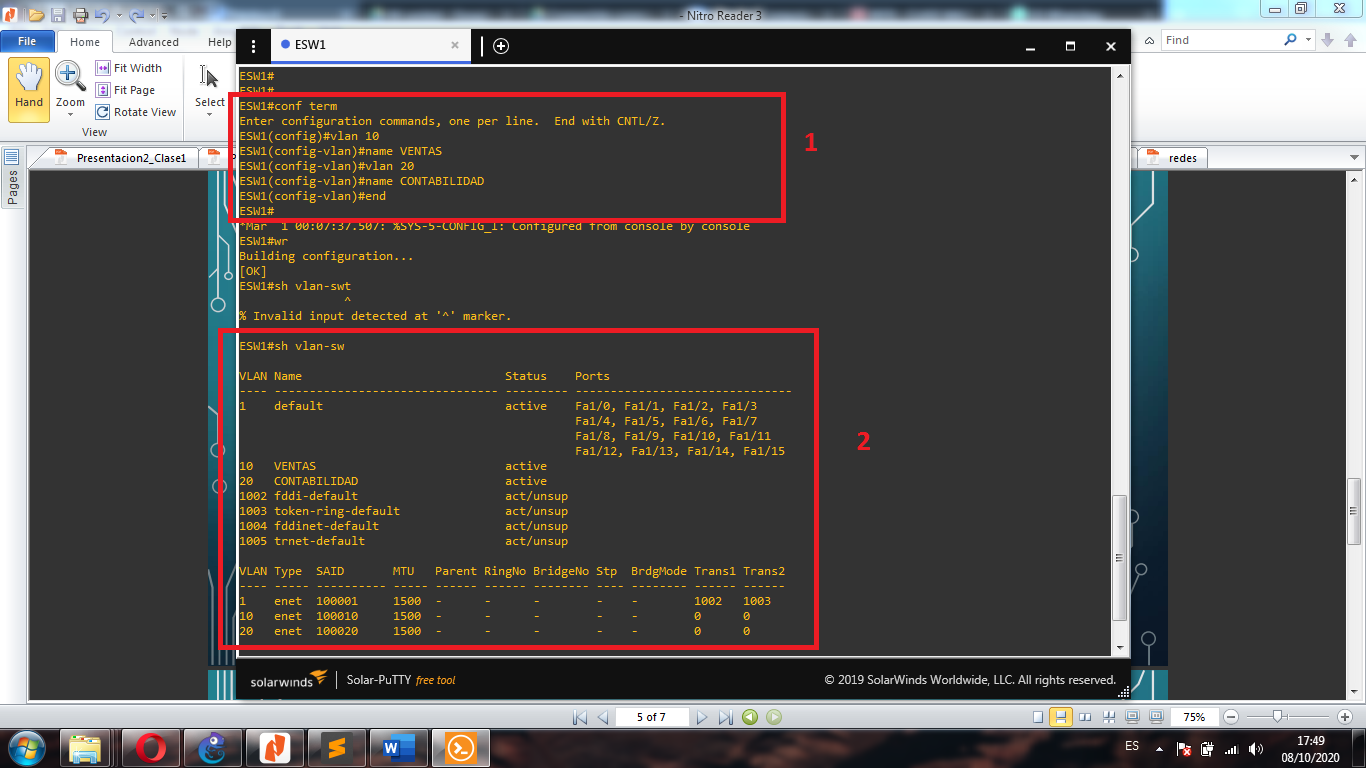 - Nitro Reader 3
File
Home
Advanced
Help
Find
Hand
Zoom
Fit Width
Fit Page
Rotate View
View
Select
Presentacion2_Clase1
redes
Pages
ESW1
ESW1#
ESW1#
ESW1#conf term
Enter configuration commands, one per line.  End with CNTL/Z.
ESW1(config)#vlan 10
ESW1(config-vlan)#name VENTAS
ESW1(config-vlan)#vlan 20
ESW1(config-vlan)#name CONTABILIDAD
ESW1(config-vlan)#end
ESW1#
*Mar  1 00:07:37.507: %SYS-5-CONFIG_I: Configured from console by console
ESW1#wr
Building configuration...
[OK]
ESW1#sh vlan-swt
^
% Invalid input detected at '^' marker.
ESW1#sh vlan-sw
VLAN Name                             Status    Ports
---- -------------------------------- --------- -------------------------------
1    default                          active    Fa1/0, Fa1/1, Fa1/2, Fa1/3
Fa1/4, Fa1/5, Fa1/6, Fa1/7
Fa1/8, Fa1/9, Fa1/10, Fa1/11
Fa1/12, Fa1/13, Fa1/14, Fa1/15
10   VENTAS                           active
20   CONTABILIDAD                     active
1002 fddi-default                     act/unsup
1003 token-ring-default               act/unsup
1004 fddinet-default                  act/unsup
1005 trnet-default                    act/unsup
VLAN Type  SAID       MTU   Parent RingNo BridgeNo Stp  BrdgMode Trans1 Trans2
---- ----- ---------- ----- ------ ------ -------- ---- -------- ------ ------
1    enet  100001     1500  -      -      -        -    -        1002   1003
10   enet  100010     1500  -      -      -        -    -        0      0
20   enet  100020     1500  -      -      -        -    -        0      0
1
2
solarwinds
Solar-PuTTY free tool
© 2019 SolarWinds Worldwide, LLC. All rights reserved.
5 of 7
75%
ES
17:49
08/10/2020